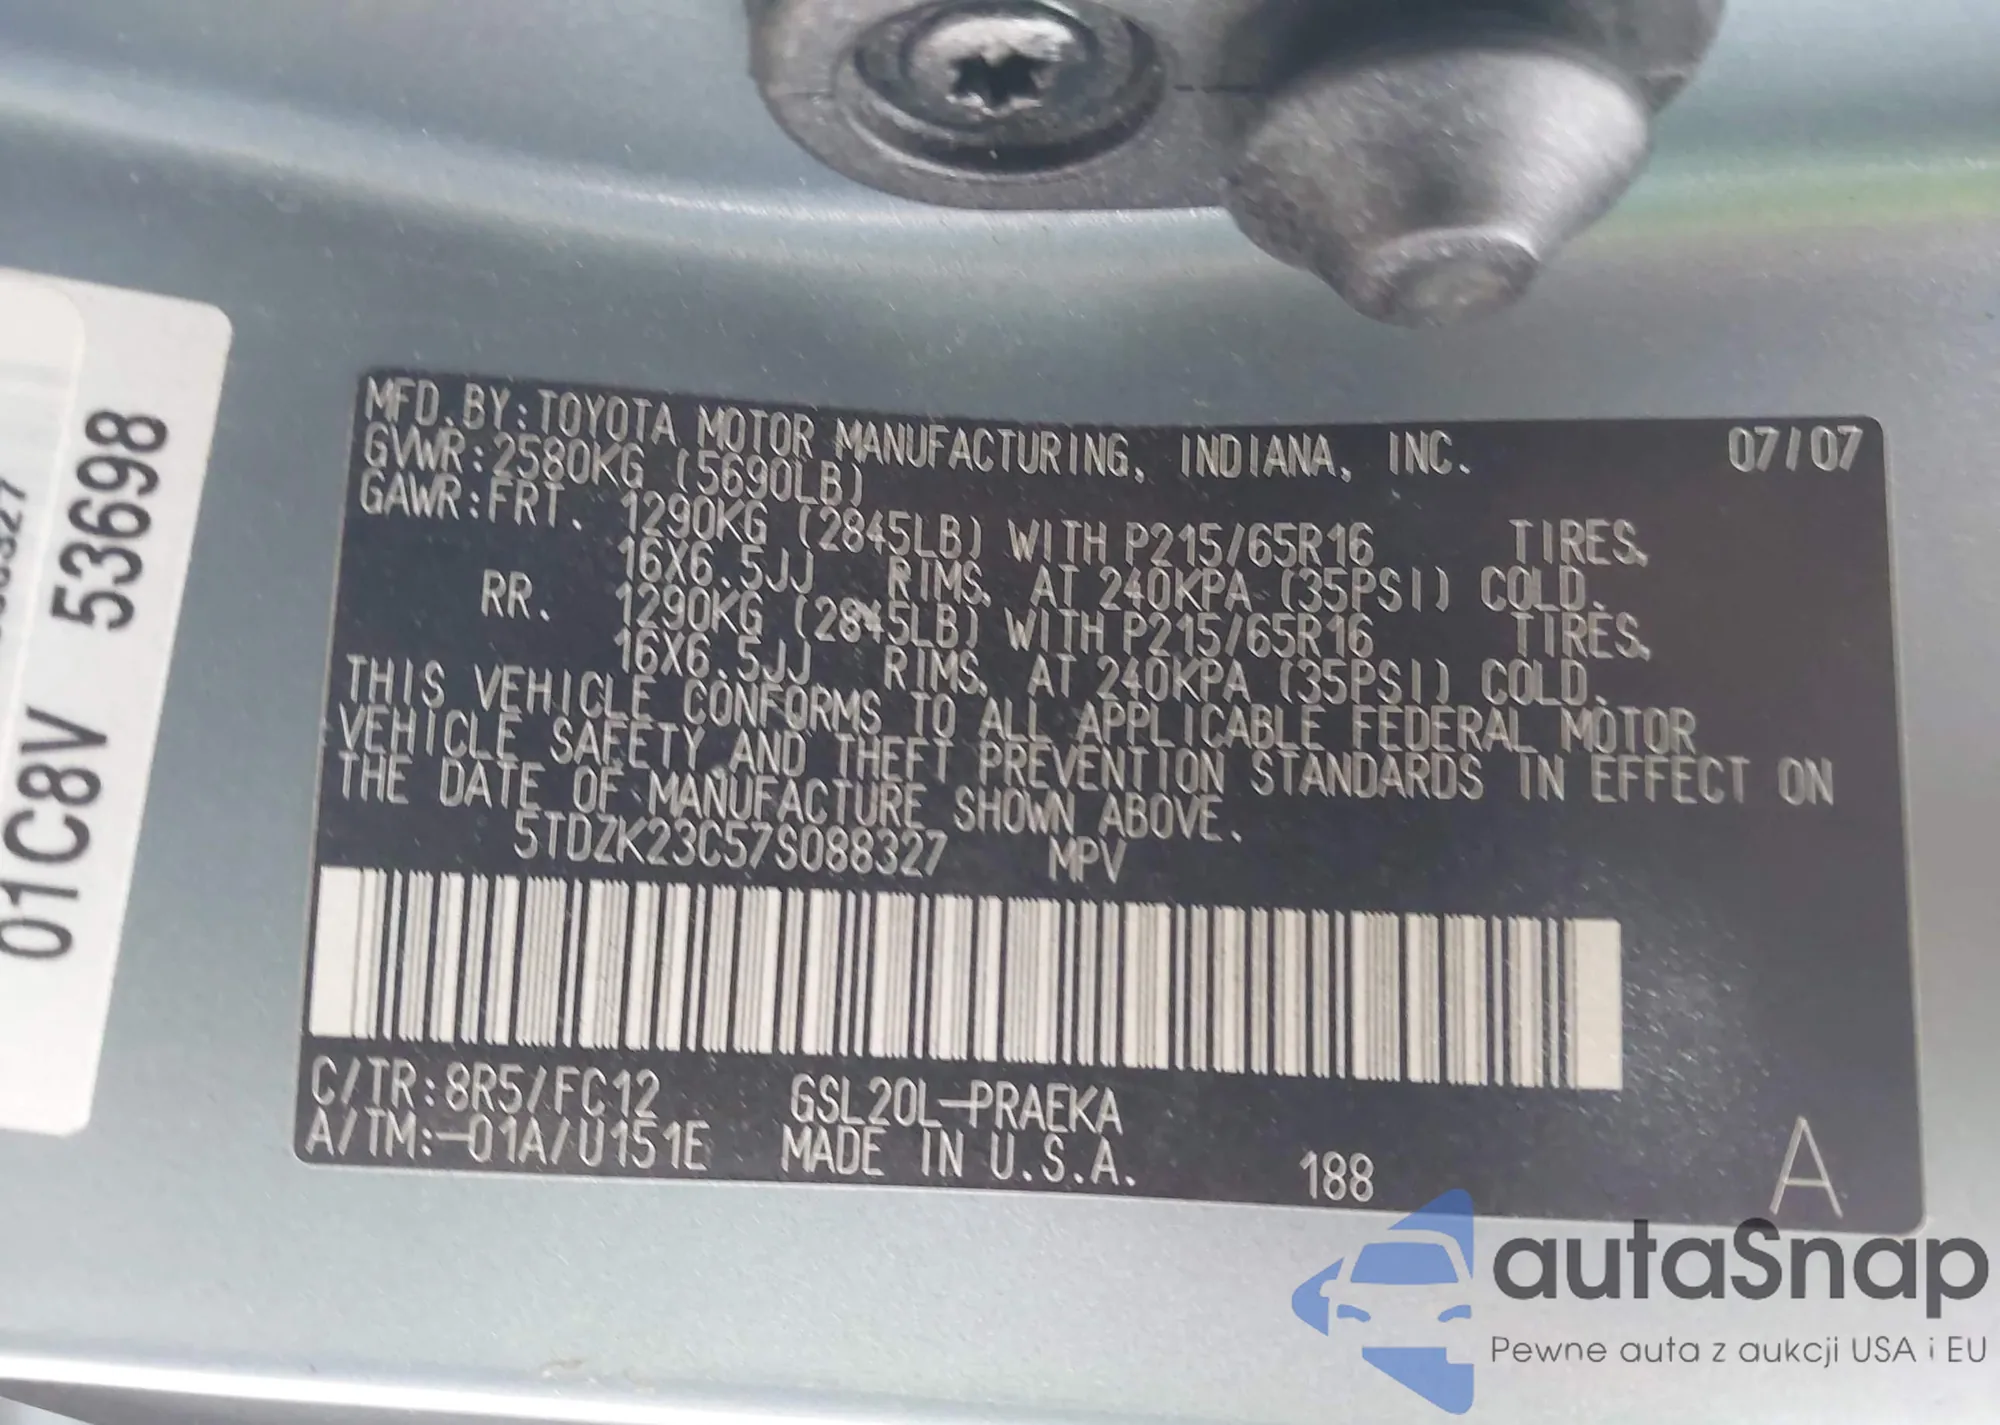 MFD.BY:TOYOTA MOTOR MANUFACTURING, INDIANA, INC. 07/07
GVWR:2580KG (5690LB)
GAWR:FRT. 1290KG (2845LB) WITH P215/65R16 TIRES,
16X6.5JJ RIMS, AT 240KPA (35PSI) COLD.
RR. 1290KG (2845LB) WITH P215/65R16 TIRES,
16X6.5JJ RIMS, AT 240KPA (35PSI) COLD.
THIS VEHICLE CONFORMS TO ALL APPLICABLE FEDERAL MOTOR
VEHICLE SAFETY AND THEFT PREVENTION STANDARDS IN EFFECT ON
THE DATE OF MANUFACTURE SHOWN ABOVE.
5TDZK23C57S088327 MPV
C/TR:8R5/FC12 GSL20L-PRAEKA
A/TM:-01A/U151E MADE IN U.S.A. 188 A
01C8V 53698
autaSnap
Pewne auta z aukcji USA i EU